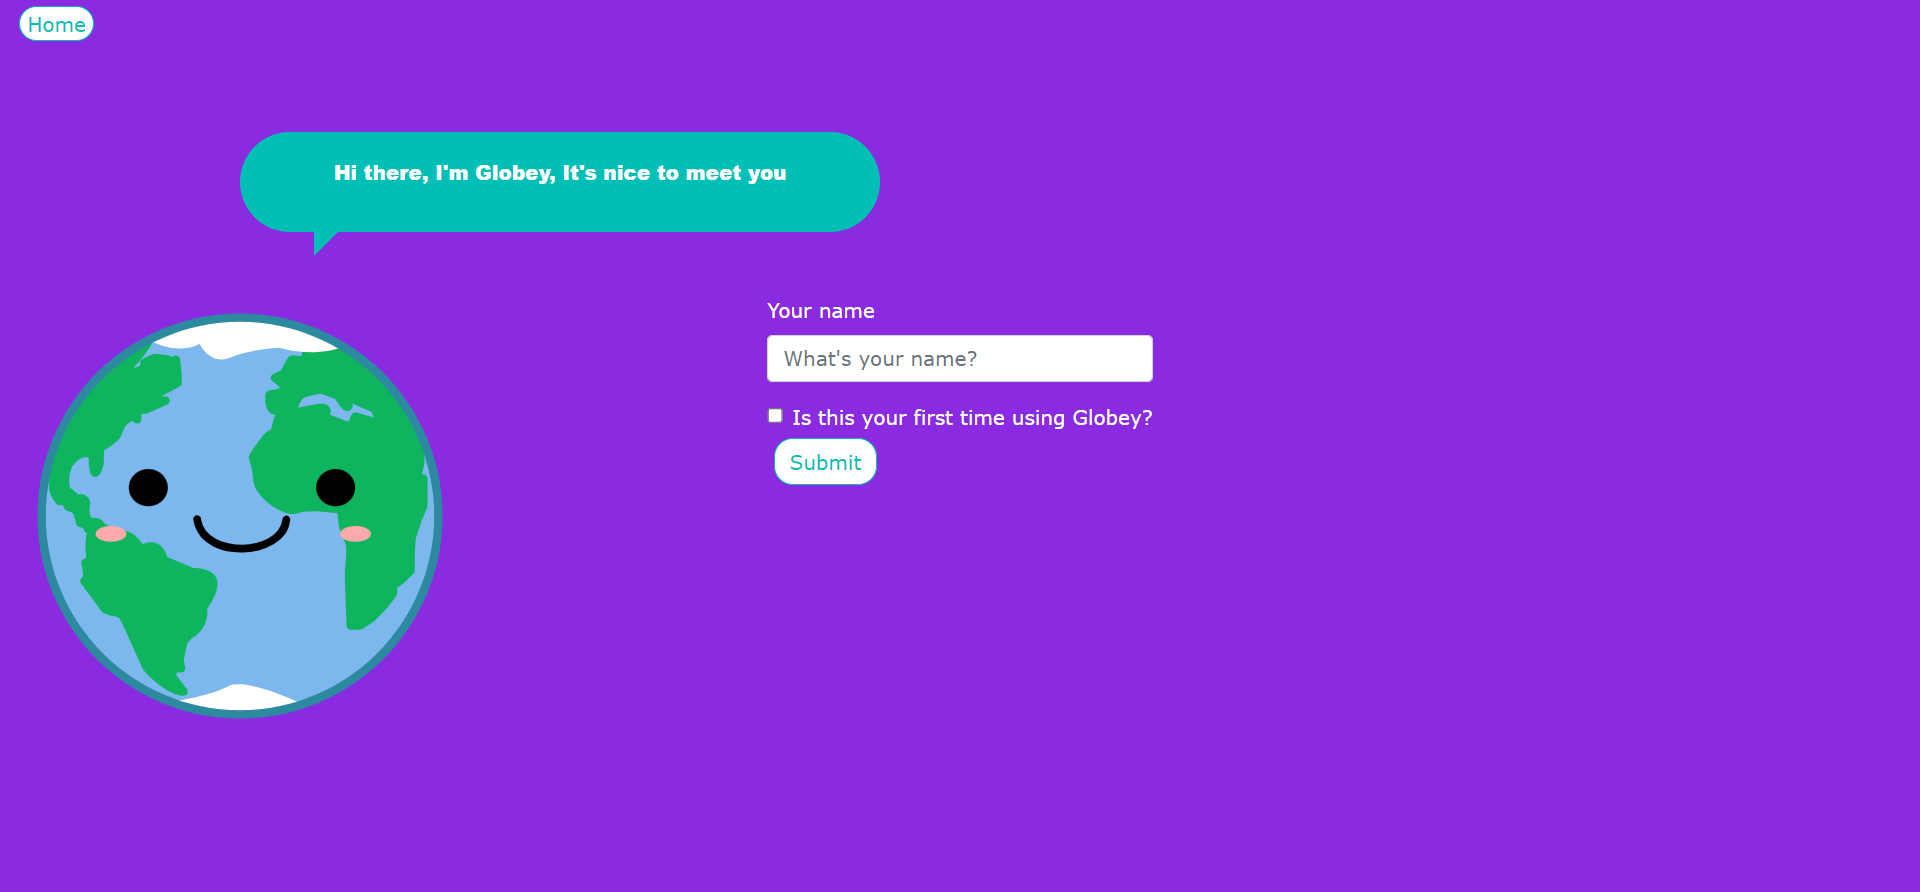 Home
Hi there, I'm Globey, It's nice to meet you
Your name
What's your name?
Is this your first time using Globey?
Submit